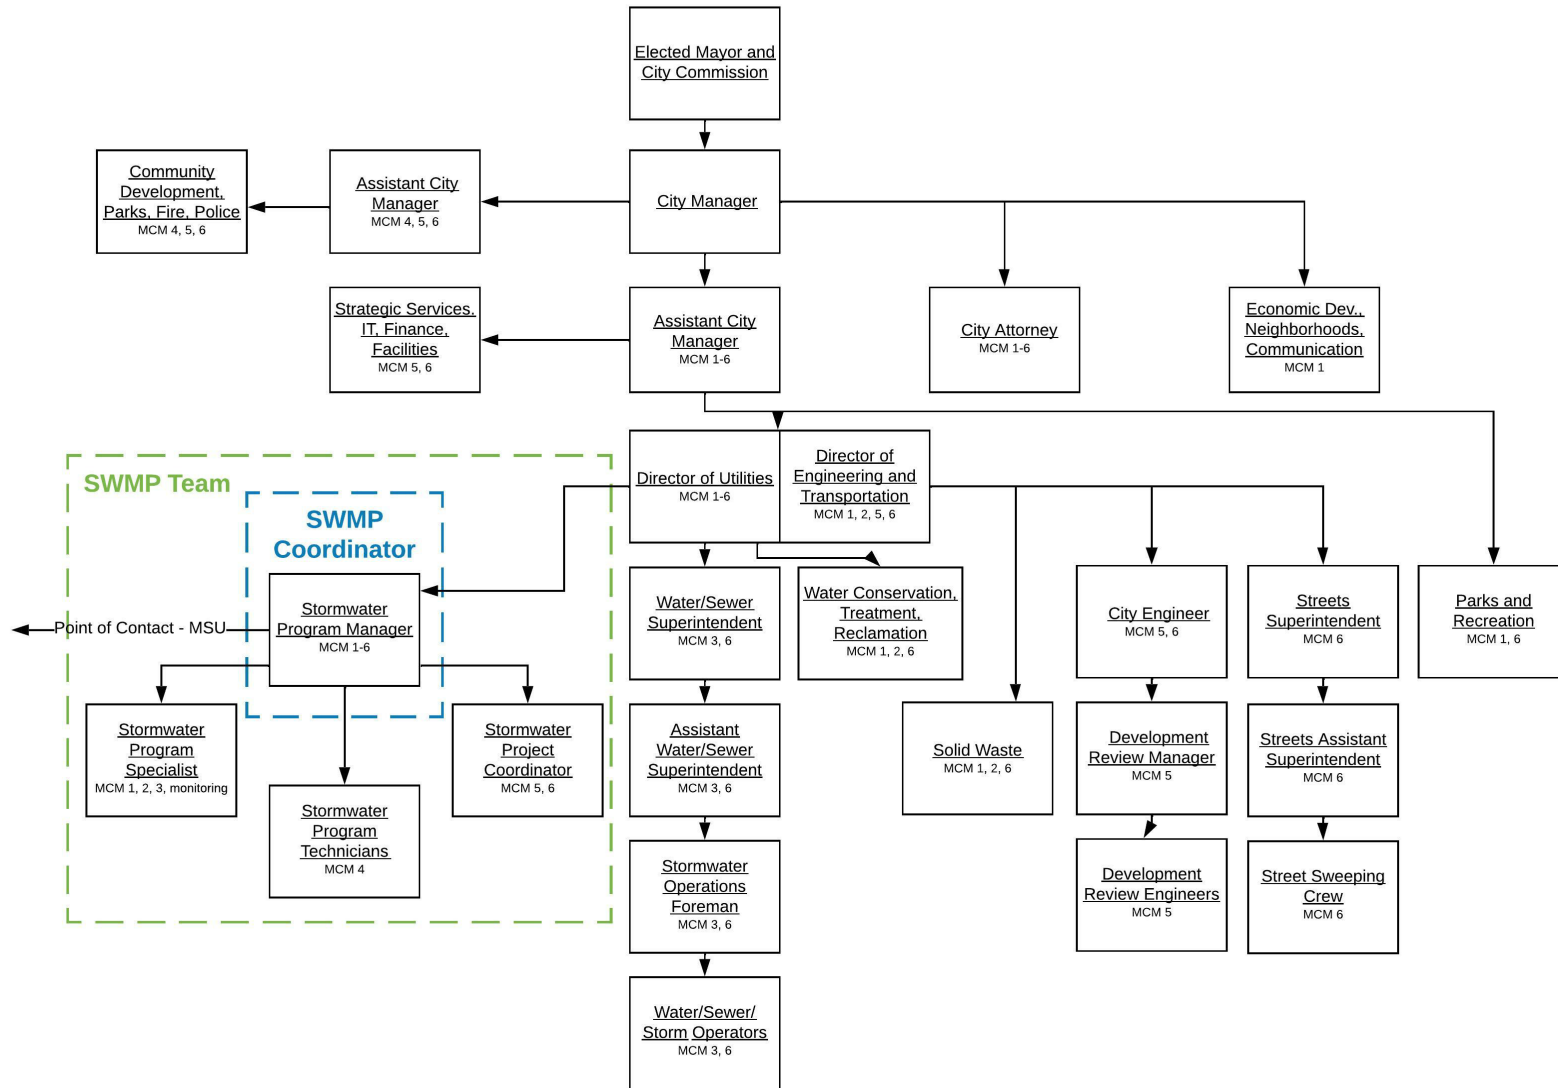 Elected Mayor and
City Commission
Community
Development,
Parks, Fire, Police
MCM 4, 5, 6
Assistant City
Manager
MCM 4, 5, 6
City Manager
Strategic Services.
IT, Finance,
Facilities
MCM 5, 6
Assistant City
Manager
MCM 1-6
City Attorney
MCM 1-6
Economic Dev.,
Neighborhoods,
Communication
MCM 1
Director of Utilities
MCM 1-6
Director of
Engineering and
Transportation
MCM 1, 2, 5, 6
SWMP Team
SWMP
Coordinator
Stormwater
Program Manager
MCM 1-6
Point of Contact - MSU
Stormwater
Program
Specialist
MCM 1, 2, 3, monitoring
Stormwater
Program
Technicians
MCM 4
Stormwater
Project
Coordinator
MCM 5, 6
Water/Sewer
Superintendent
MCM 3, 6
Water Conservation,
Treatment,
Reclamation
MCM 1, 2, 6
City Engineer
MCM 5, 6
Streets
Superintendent
MCM 6
Parks and
Recreation
MCM 1, 6
Assistant
Water/Sewer
Superintendent
MCM 3, 6
Solid Waste
MCM 1, 2, 6
Development
Review Manager
MCM 5
Streets Assistant
Superintendent
MCM 6
Stormwater
Operations
Foreman
MCM 3, 6
Development
Review Engineers
MCM 5
Street Sweeping
Crew
MCM 6
Water/Sewer/
Storm Operators
MCM 3, 6